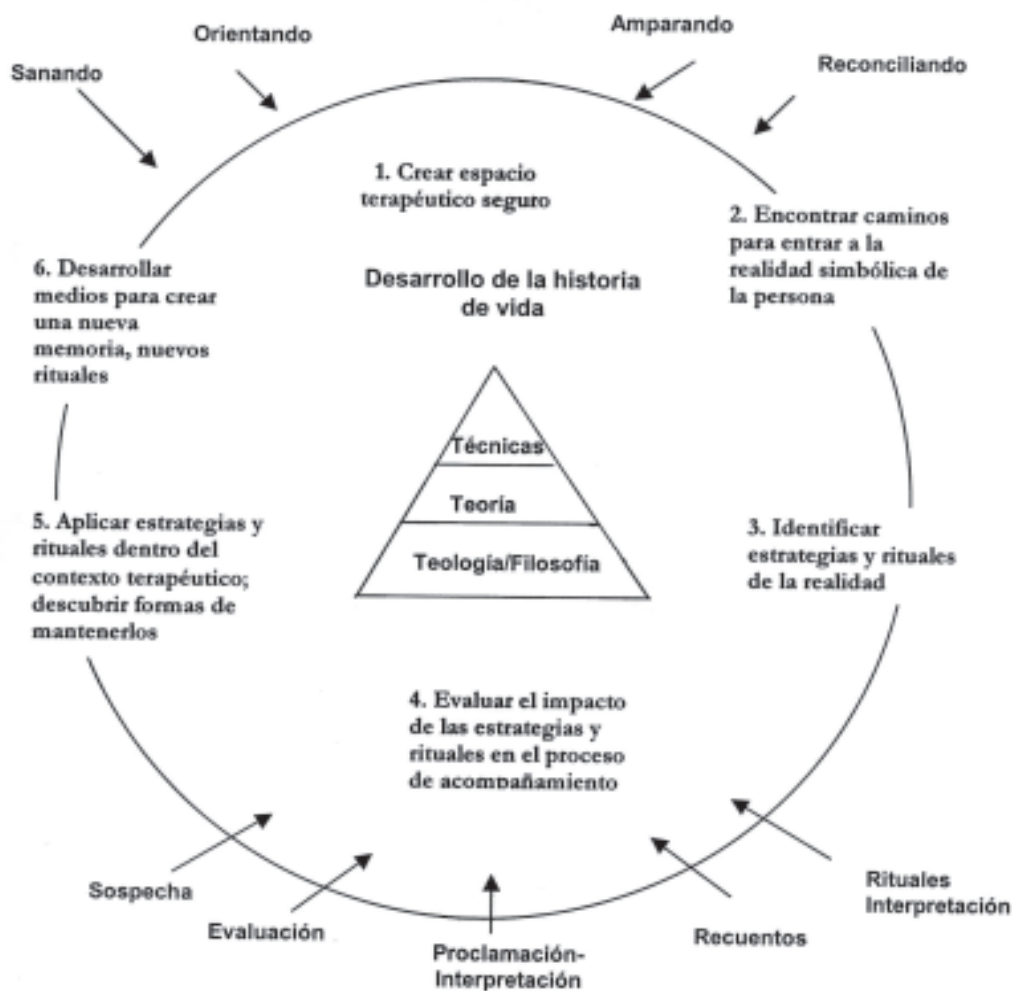 Orientando
Amparando
Sanando
Reconciliando
1. Crear espacio
terapéutico seguro
2. Encontrar caminos
para entrar a la
realidad simbólica de
la persona
6. Desarrollar
medios para crear
una nueva
memoria, nuevos
rituales
Desarrollo de la historia
de vida
Técnicas
Teoría
Teología/Filosofía
5. Aplicar estrategias y
rituales dentro del
contexto terapéutico;
descubrir formas de
mantenerlos
3. Identificar
estrategias y rituales
de la realidad
4. Evaluar el impacto
de las estrategias y
rituales en el proceso
de acompañamiento
Sospecha
Evaluación
Proclamación-
Interpretación
Recuentos
Rituales
Interpretación